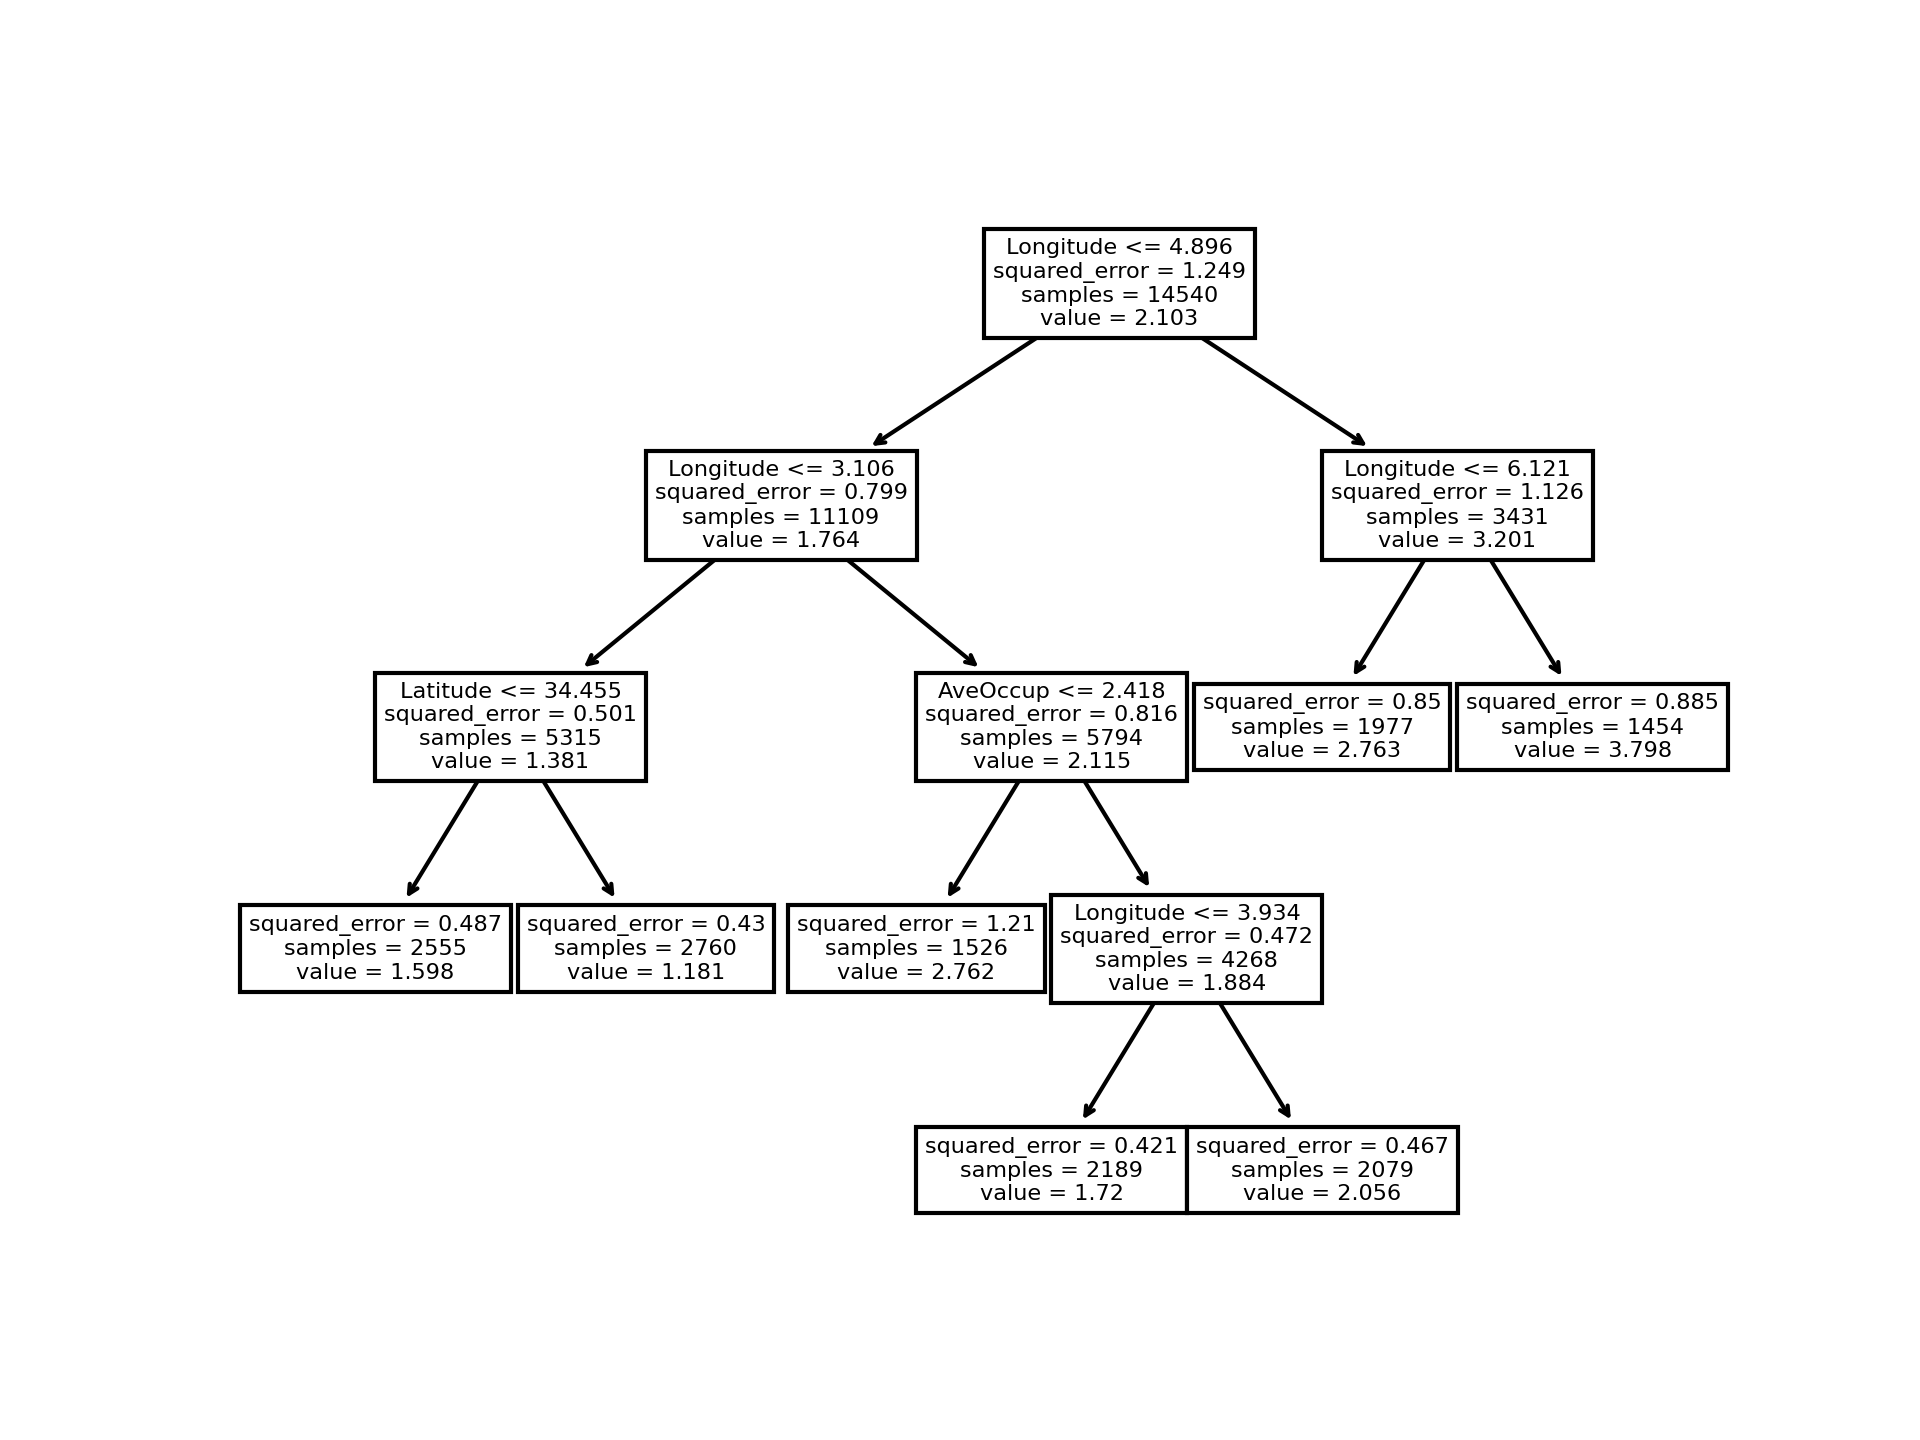 Longitude <= 4.896
squared_error = 1.249
samples = 14540
value = 2.103
Longitude <= 3.106
squared_error = 0.799
samples = 11109
value = 1.764
Longitude <= 6.121
squared_error = 1.126
samples = 3431
value = 3.201
Latitude <= 34.455
squared_error = 0.501
samples = 5315
value = 1.381
AveOccup <= 2.418
squared_error = 0.816
samples = 5794
value = 2.115
squared_error = 0.85
samples = 1977
value = 2.763
squared_error = 0.885
samples = 1454
value = 3.798
squared_error = 0.487
samples = 2555
value = 1.598
squared_error = 0.43
samples = 2760
value = 1.181
squared_error = 1.21
samples = 1526
value = 2.762
Longitude <= 3.934
squared_error = 0.472
samples = 4268
value = 1.884
squared_error = 0.421
samples = 2189
value = 1.72
squared_error = 0.467
samples = 2079
value = 2.056